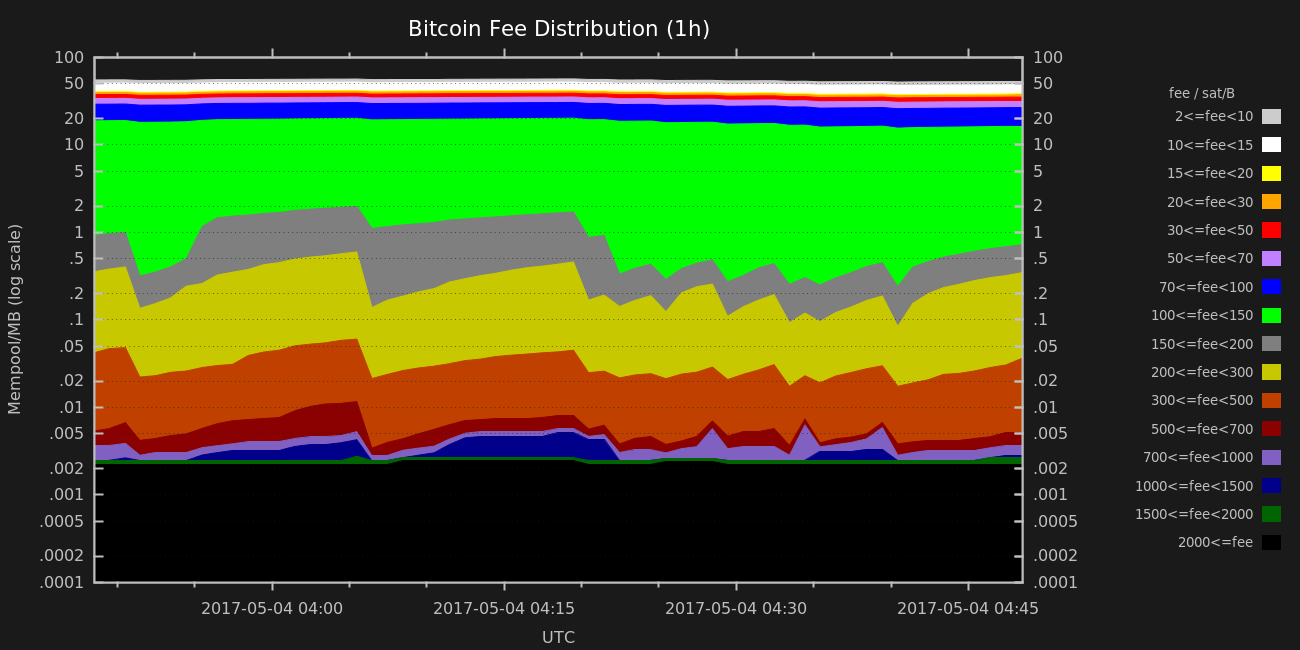 Bitcoin Fee Distribution (1h)
100 100
50 50
20 20
10 10
5 5
2 2
1 1
.5 .5
.2 .2
.1 .1
.05 .05
.02 .02
.01 .01
.005 .005
.002 .002
.001 .001
.0005 .0005
.0002 .0002
.0001 .0001
Mempool/MB (log scale)
2017-05-04 04:00 2017-05-04 04:15 2017-05-04 04:30 2017-05-04 04:45
UTC
fee / sat/B
2<=fee<10
10<=fee<15
15<=fee<20
20<=fee<30
30<=fee<50
50<=fee<70
70<=fee<100
100<=fee<150
150<=fee<200
200<=fee<300
300<=fee<500
500<=fee<700
700<=fee<1000
1000<=fee<1500
1500<=fee<2000
2000<=fee